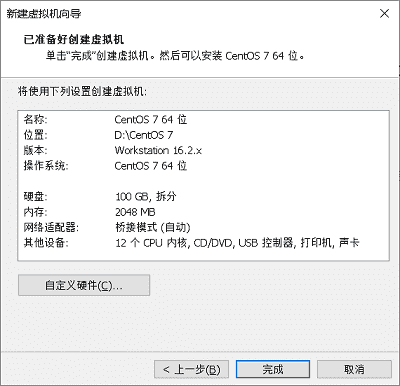 新建虚拟机向导
已准备好创建虚拟机
单击“完成”创建虚拟机。然后可以安装 CentOS 7 64 位。
将使用下列设置创建虚拟机:
名称: CentOS 7 64 位
位置: D:\CentOS 7
版本: Workstation 16.2.x
操作系统: CentOS 7 64 位
硬盘: 100 GB, 拆分
内存: 2048 MB
网络适配器: 桥接模式 (自动)
其他设备: 12 个 CPU 内核, CD/DVD, USB 控制器, 打印机, 声卡
自定义硬件(C)...
< 上一步(B) 完成 取消